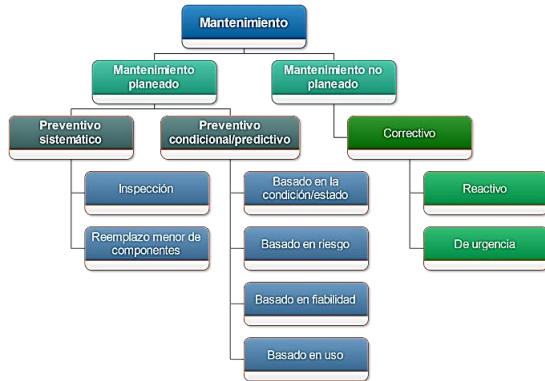 Mantenimiento
Mantenimiento
planeado
Mantenimiento no
planeado
Preventivo
sistemático
Preventivo
condicional/predictivo
Correctivo
Inspección
Basado en la
condición/estado
Reactivo
Reemplazo menor de
componentes
Basado en riesgo
De urgencia
Basado en fiabilidad
Basado en uso